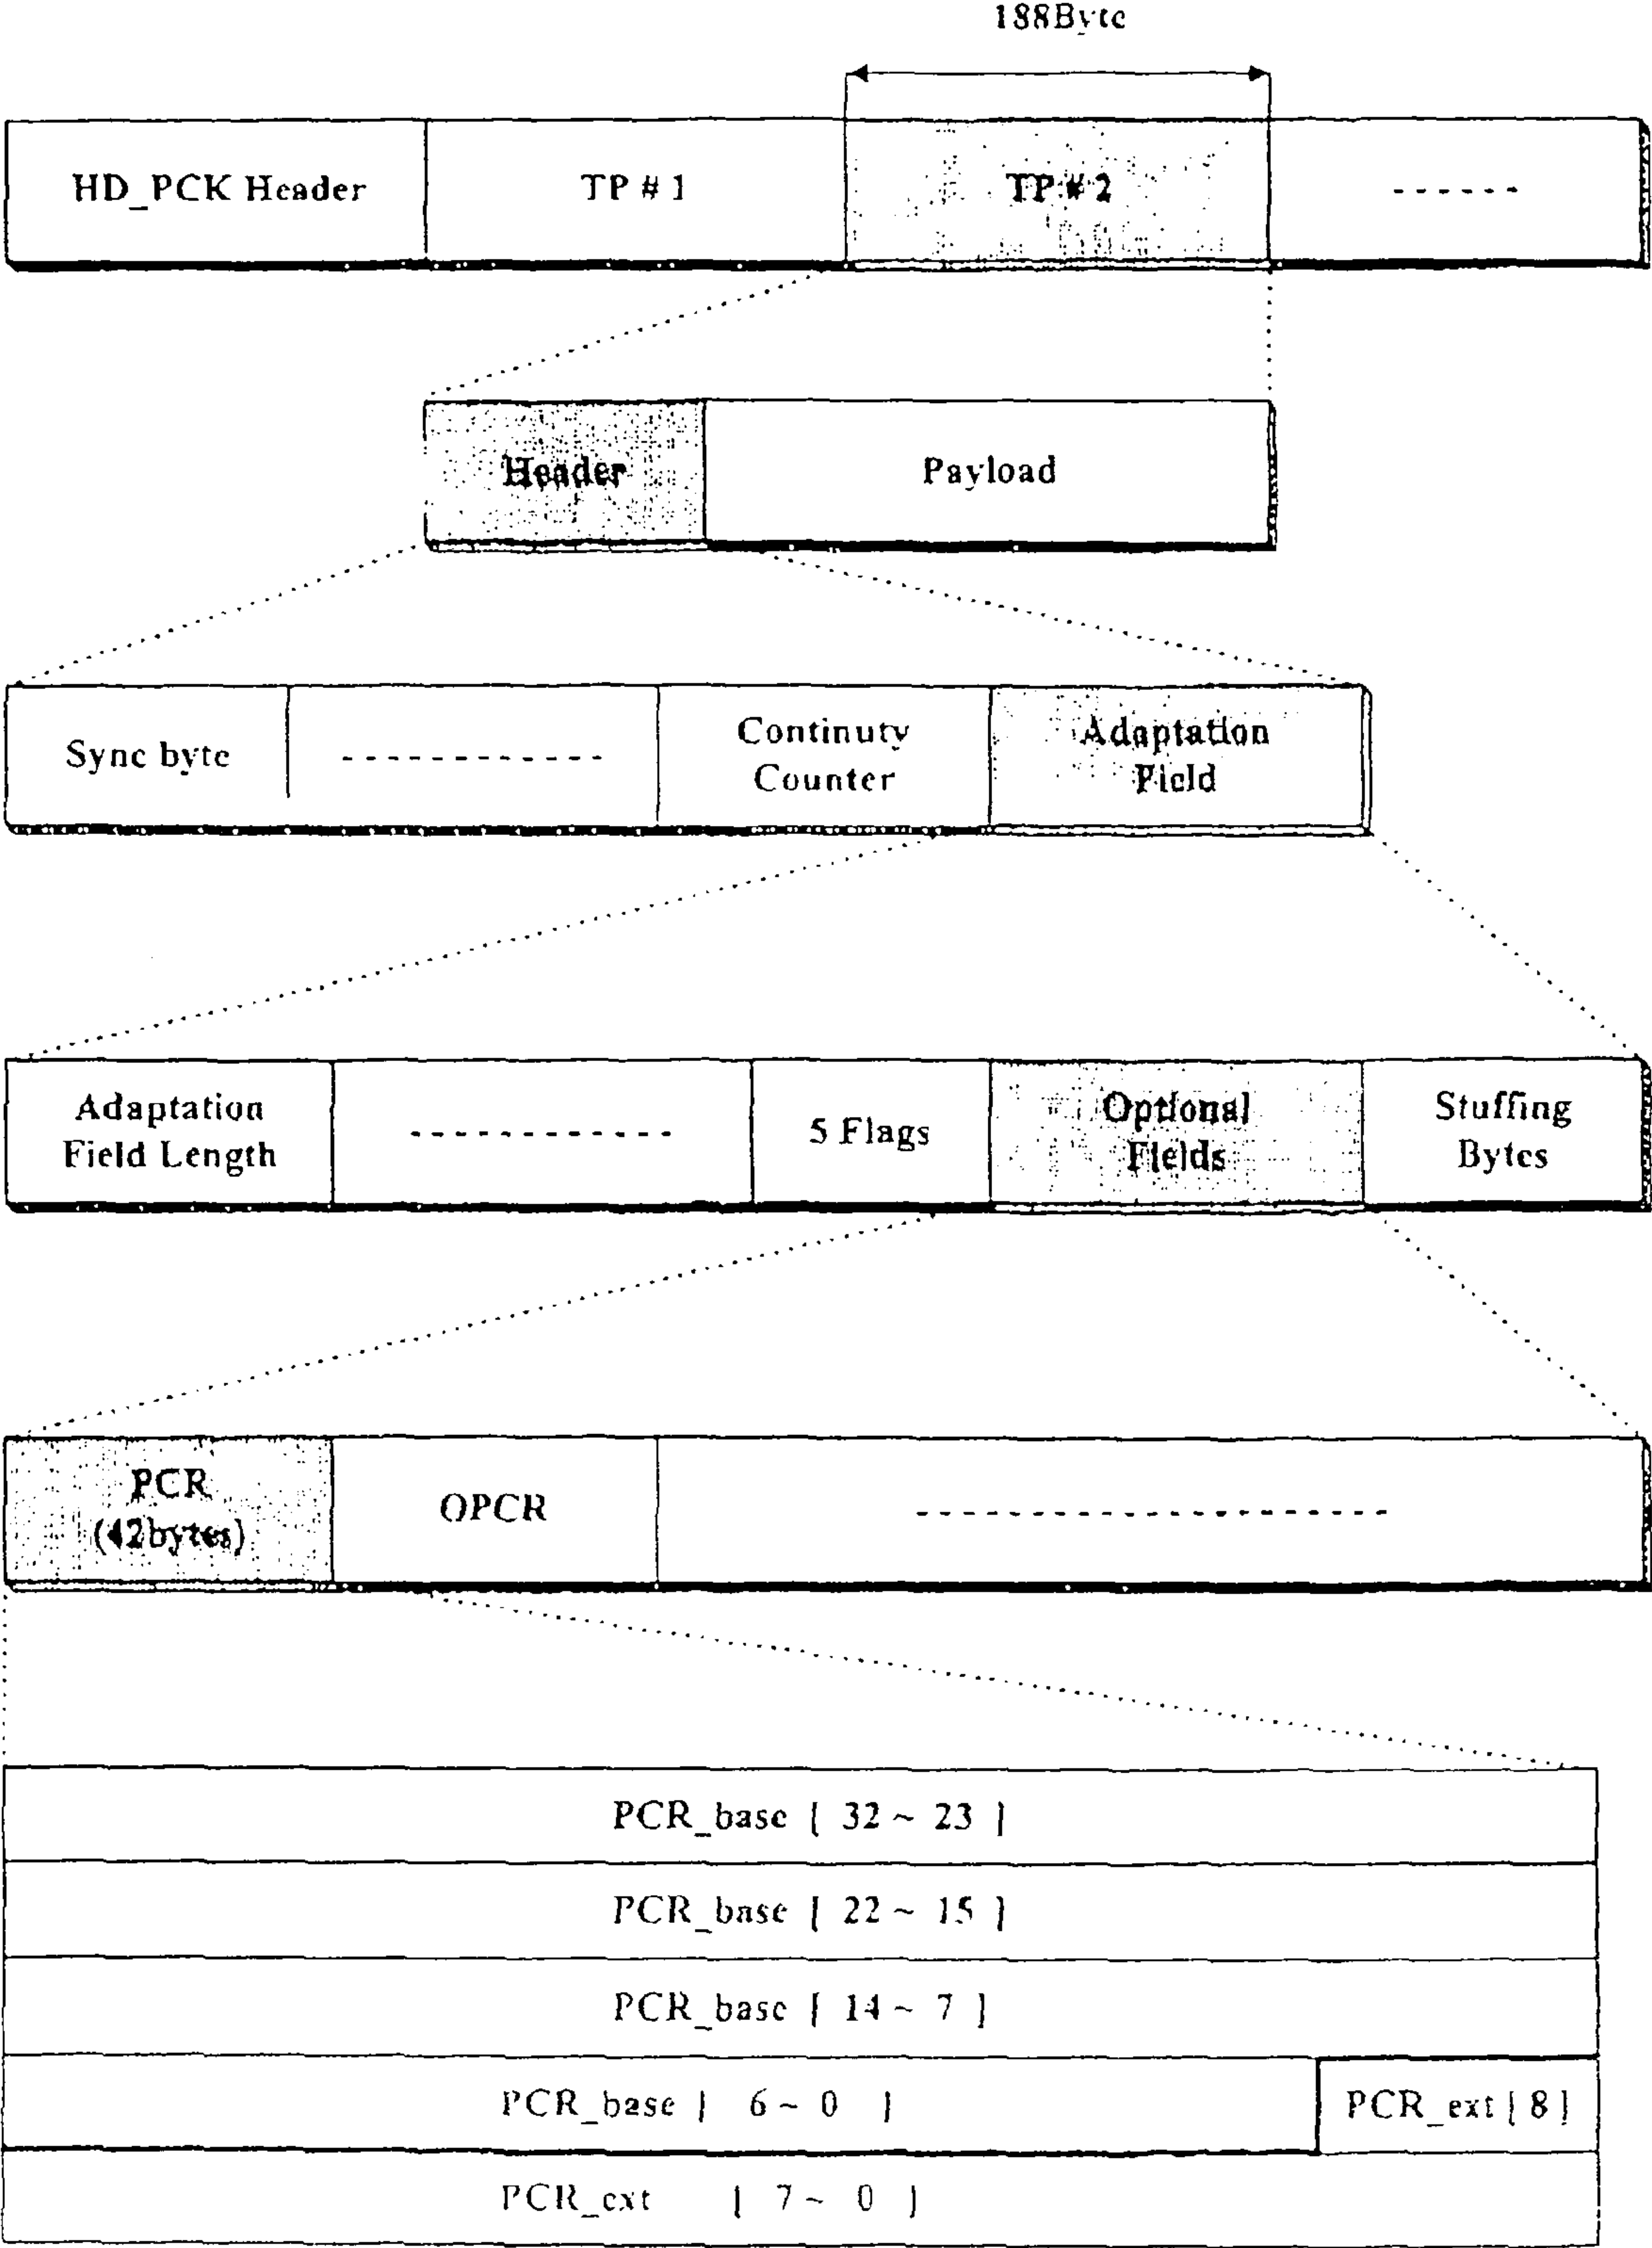 188Byte
HD_PCK Header
TP # 1
TP # 2
------
Header
Payload
Sync byte
------------
Continuty
Counter
Adaptation
Field
Adaptation
Field Length
------------
5 Flags
Optional
Fields
Stuffing
Bytes
PCR
(42bytes)
OPCR
--------------------
PCR_base [ 32 ~ 23 ]
PCR_base [ 22 ~ 15 ]
PCR_base [ 14 ~ 7 ]
PCR_base [ 6 ~ 0 ]
PCR_ext [ 8 ]
PCR_ext [ 7 ~ 0 ]